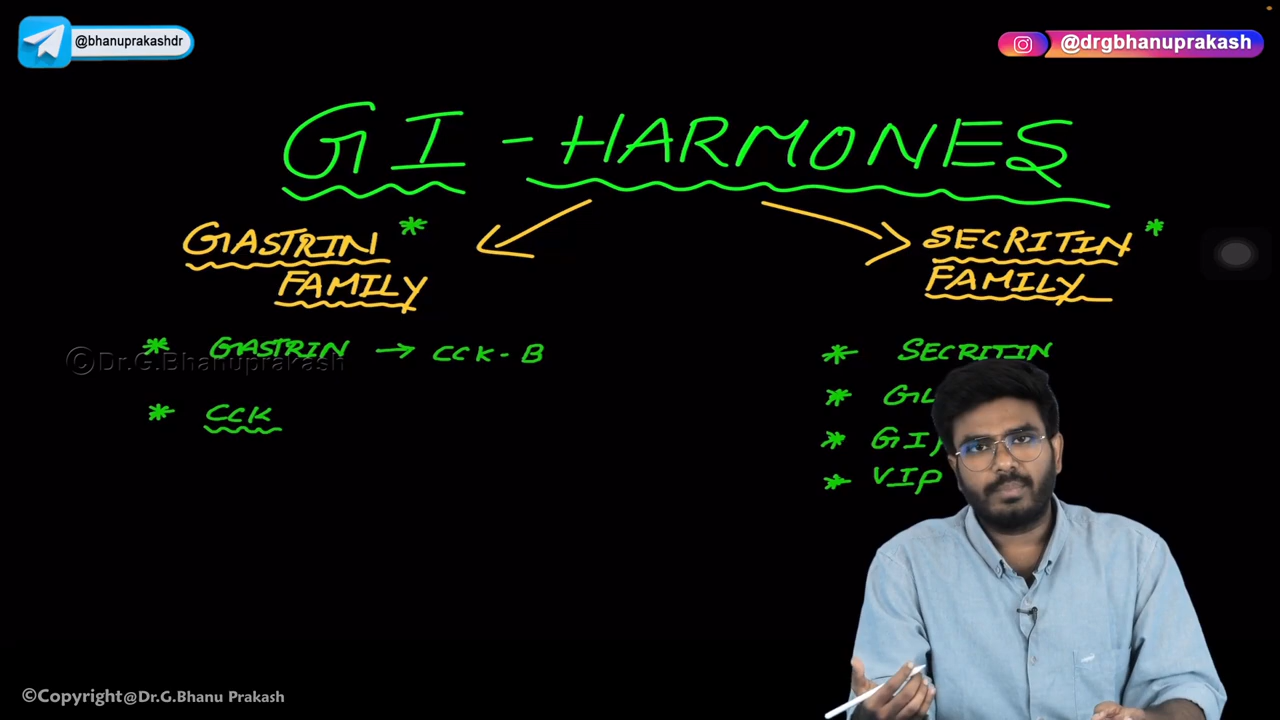 @bhanuprakashdr
@drgbhanuprakash
GI - HARMONES
GASTRIN *
FAMILY
SECRITIN *
FAMILY
* GASTRIN → CCK - B
©Dr.G.Bhanuprakash
* CCK
* SECRITIN
*
*
* VIP
©Copyright@Dr.G.Bhanu Prakash